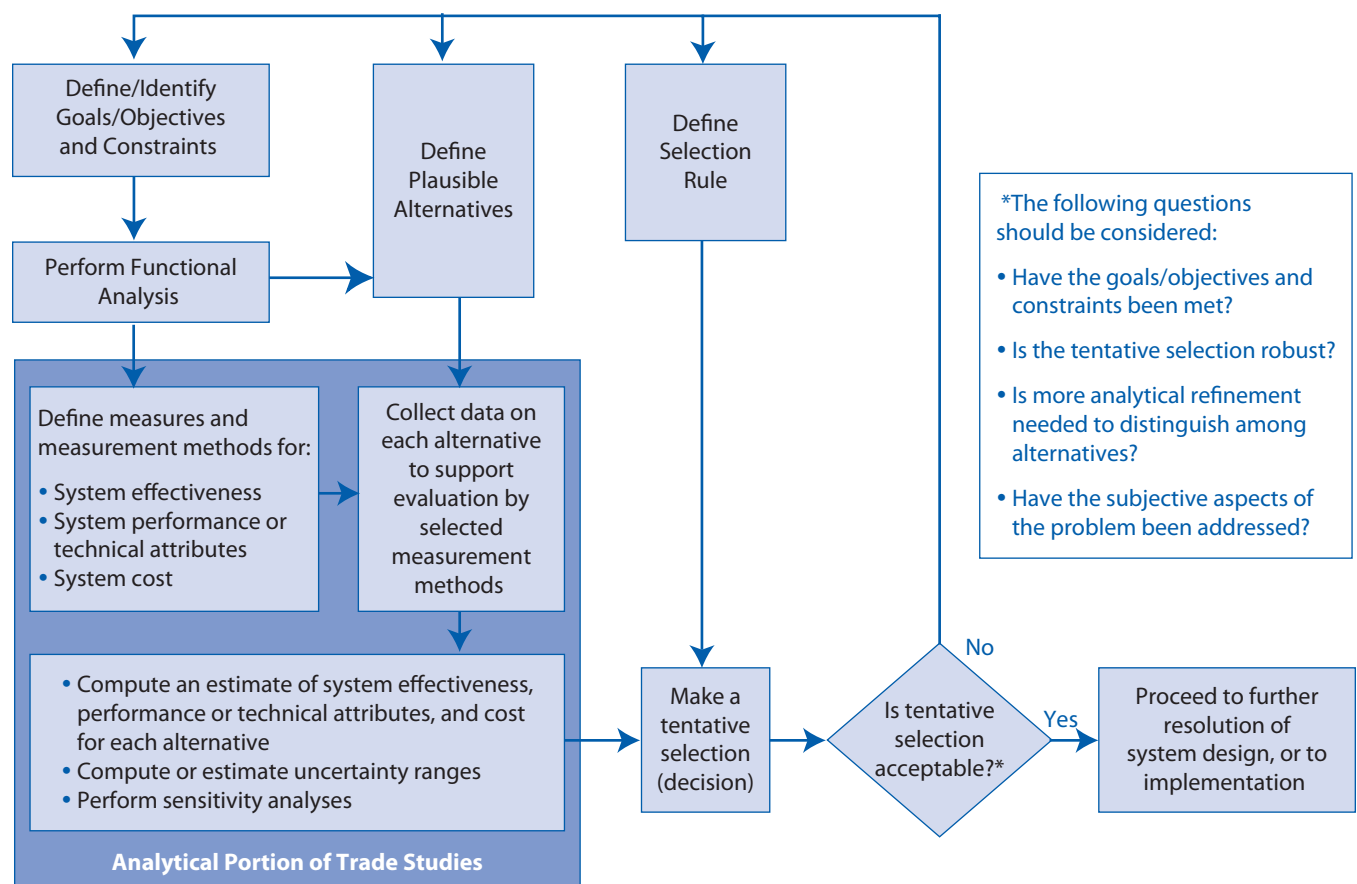 Define/Identify
Goals/Objectives
and Constraints
Perform Functional
Analysis
Define
Plausible
Alternatives
Define
Selection
Rule
*The following questions
should be considered:
• Have the goals/objectives and
constraints been met?
• Is the tentative selection robust?
• Is more analytical refinement
needed to distinguish among
alternatives?
• Have the subjective aspects of
the problem been addressed?
Define measures and
measurement methods for:
• System effectiveness
• System performance or
technical attributes
• System cost
Collect data on
each alternative
to support
evaluation by
selected
measurement
methods
• Compute an estimate of system effectiveness,
performance or technical attributes, and cost
for each alternative
• Compute or estimate uncertainty ranges
• Perform sensitivity analyses
Analytical Portion of Trade Studies
Make a
tentative
selection
(decision)
Is tentative
selection
acceptable?*
No
Yes
Proceed to further
resolution of
system design, or to
implementation